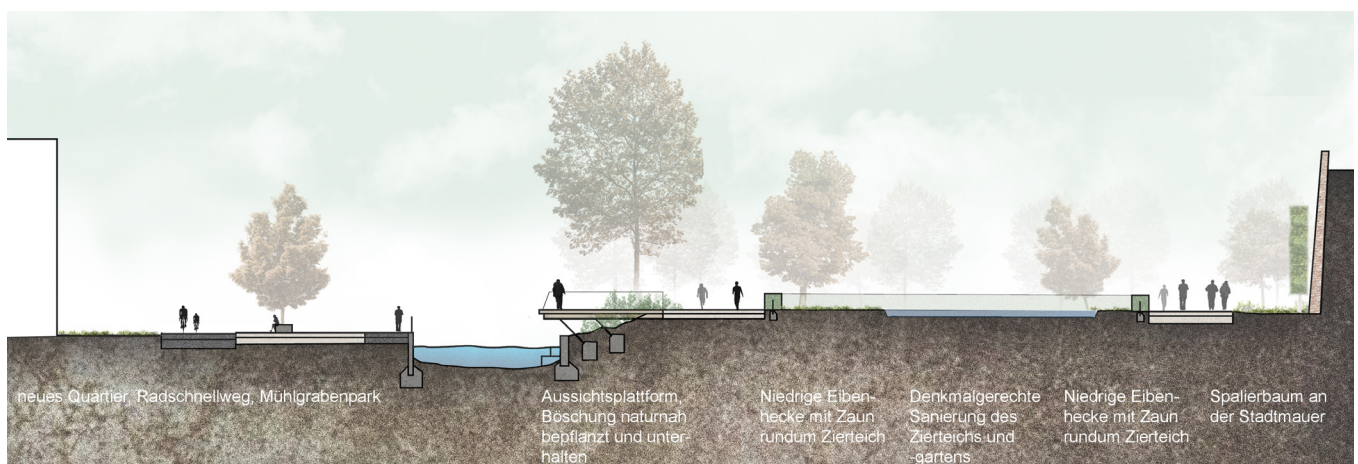 neues Quartier, Radschnellweg, Mühlgrabenpark
Aussichtsplattform,
Böschung naturnah
bepflanzt und unter-
halten
Niedrige Eiben-
hecke mit Zaun
rundum Zierteich
Denkmalgerechte
Sanierung des
Zierteichs und
-gartens
Niedrige Eiben-
hecke mit Zaun
rundum Zierteich
Spalierbaum an
der Stadtmauer